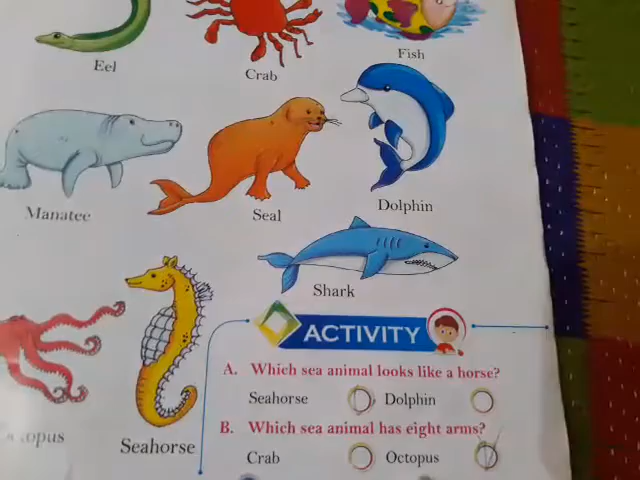 Eel
Crab
Fish
Manatee
Seal
Dolphin
Shark
Seahorse
ACTIVITY
A. Which sea animal looks like a horse?
Seahorse Dolphin
B. Which sea animal has eight arms?
Crab Octopus